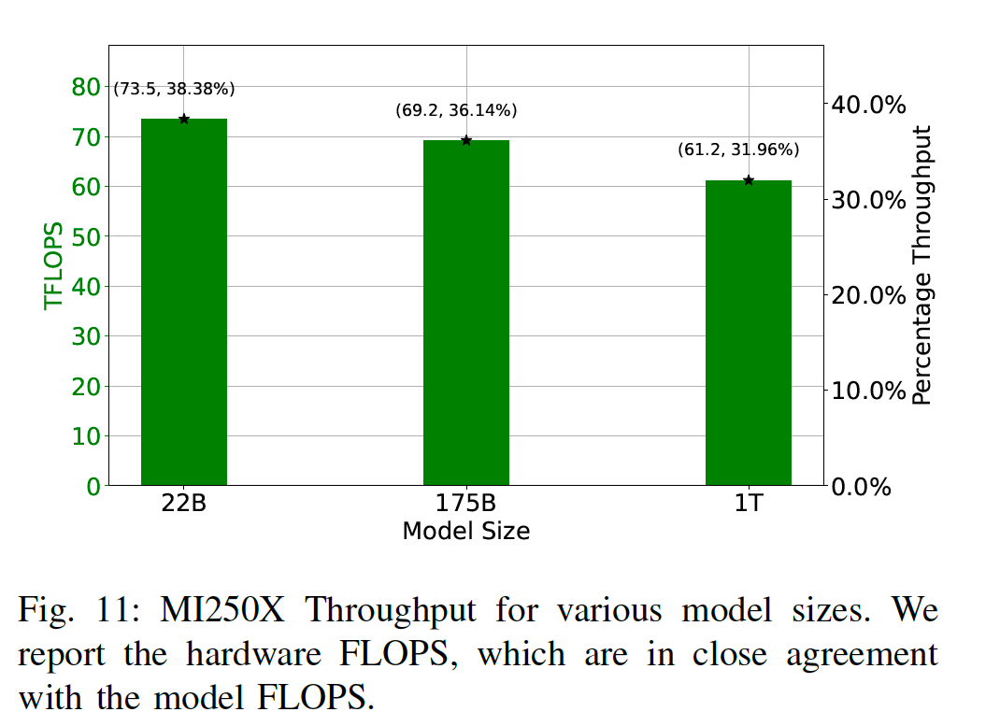 80
70
60
50
40
30
20
10
0
TFLOPS
(73.5, 38.38%)
(69.2, 36.14%)
(61.2, 31.96%)
40.0%
30.0%
20.0%
10.0%
0.0%
Percentage Throughput
22B
175B
1T
Model Size
Fig. 11: MI250X Throughput for various model sizes. We
report the hardware FLOPS, which are in close agreement
with the model FLOPS.